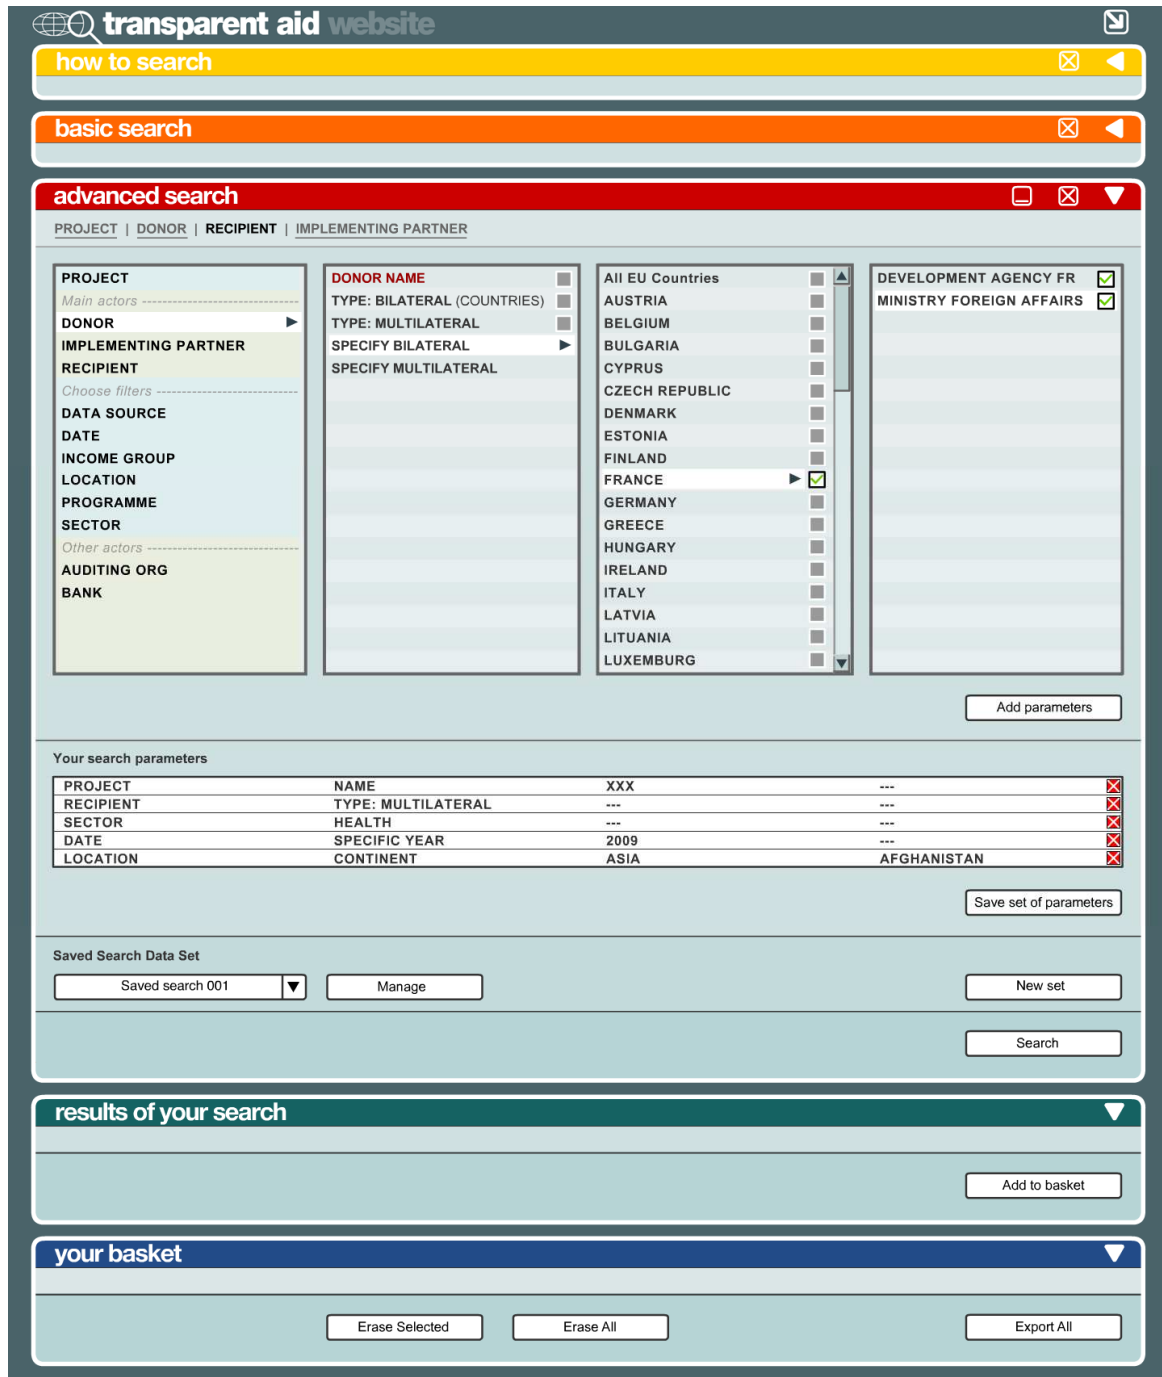 transparent aid website
how to search
basic search
advanced search
PROJECT | DONOR | RECIPIENT | IMPLEMENTING PARTNER
PROJECT
Main actors
DONOR
IMPLEMENTING PARTNER
RECIPIENT
Choose filters
DATA SOURCE
DATE
INCOME GROUP
LOCATION
PROGRAMME
SECTOR
Other actors
AUDITING ORG
BANK
DONOR NAME
TYPE: BILATERAL (COUNTRIES)
TYPE: MULTILATERAL
SPECIFY BILATERAL
SPECIFY MULTILATERAL
All EU Countries
AUSTRIA
BELGIUM
BULGARIA
CYPRUS
CZECH REPUBLIC
DENMARK
ESTONIA
FINLAND
FRANCE
GERMANY
GREECE
HUNGARY
IRELAND
ITALY
LATVIA
LITUANIA
LUXEMBURG
DEVELOPMENT AGENCY FR
MINISTRY FOREIGN AFFAIRS
Add parameters
Your search parameters
PROJECT NAME XXX ---
RECIPIENT TYPE: MULTILATERAL --- ---
SECTOR HEALTH --- ---
DATE SPECIFIC YEAR 2009 ---
LOCATION CONTINENT ASIA AFGHANISTAN
Save set of parameters
Saved Search Data Set
Saved search 001 Manage New set
Search
results of your search
Add to basket
your basket
Erase Selected Erase All Export All